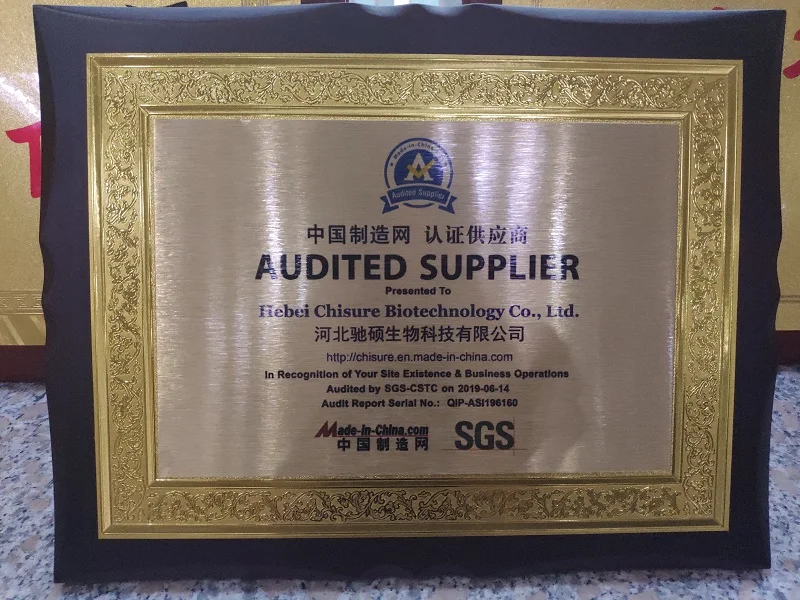 Made-in-China
Audited Supplier
中国制造网 认证供应商
AUDITED SUPPLIER
Presented To
Hebei Chisure Biotechnology Co., Ltd.
河北驰硕生物科技有限公司
http://chisure.en.made-in-china.com
In Recognition of Your Site Existence & Business Operations
Audited by SGS-CSTC on 2019-06-14
Audit Report Serial No.: QIP-ASI196160
Made-in-China.com
中国制造网
SGS